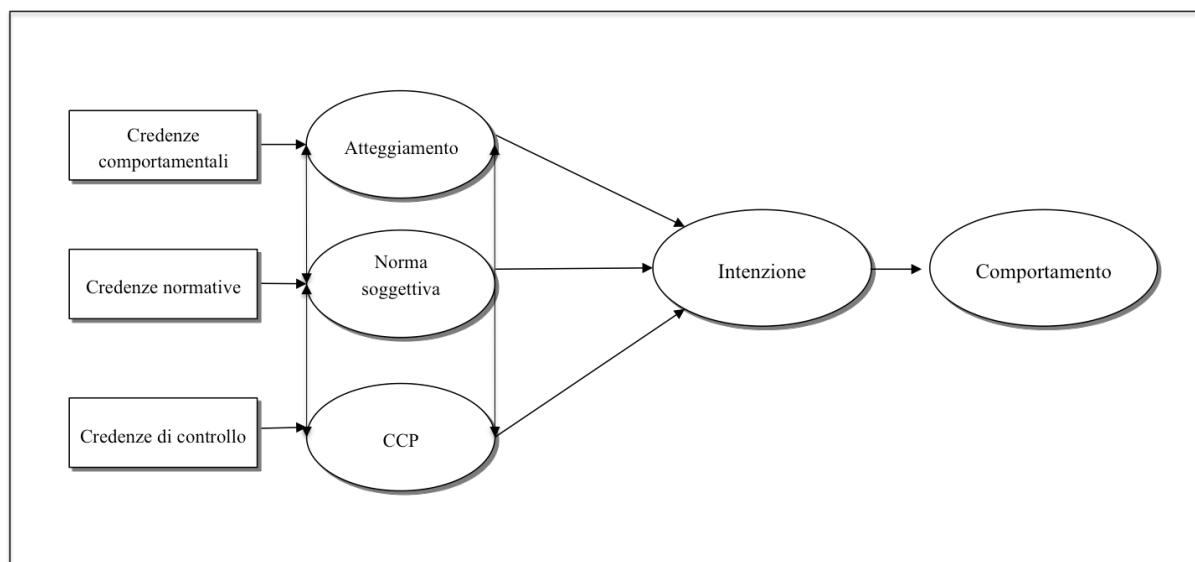 Credenze
comportamentali
Atteggiamento
Credenze normative
Norma
soggettiva
Intenzione
Comportamento
Credenze di controllo
CCP